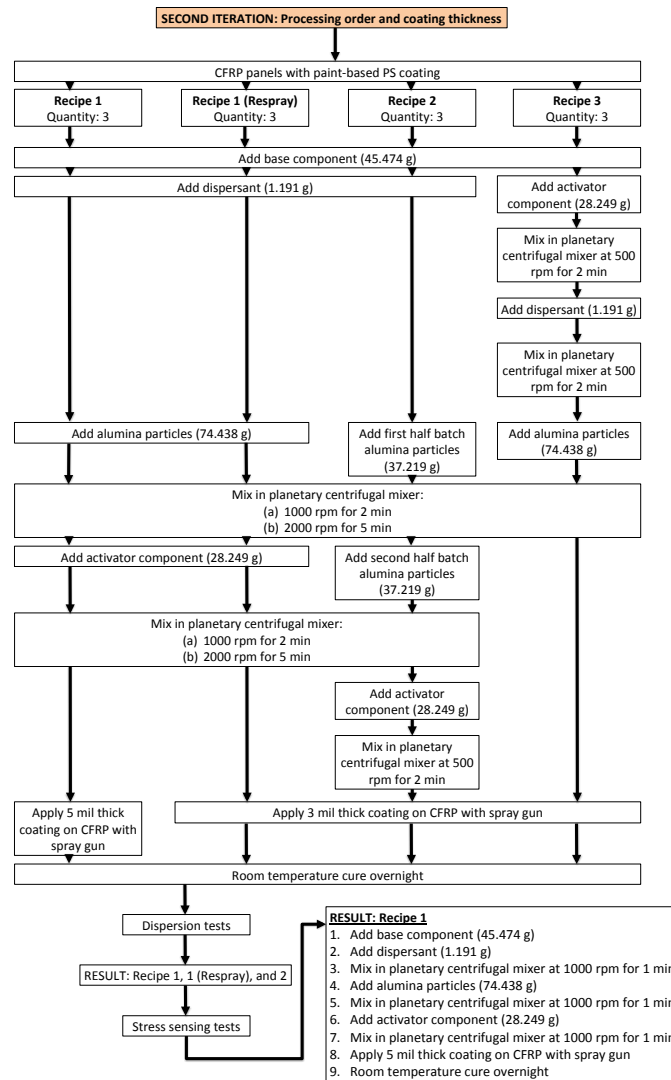 SECOND ITERATION: Processing order and coating thickness
CFRP panels with paint-based PS coating
Recipe 1
Quantity: 3
Recipe 1 (Respray)
Quantity: 3
Recipe 2
Quantity: 3
Recipe 3
Quantity: 3
Add base component (45.474 g)
Add dispersant (1.191 g)
Add activator
component (28.249 g)
Mix in planetary
centrifugal mixer at 500
rpm for 2 min
Add dispersant (1.191 g)
Mix in planetary
centrifugal mixer at 500
rpm for 2 min
Add alumina particles (74.438 g)
Add first half batch
alumina particles
(37.219 g)
Add alumina particles
(74.438 g)
Mix in planetary centrifugal mixer:
(a) 1000 rpm for 2 min
(b) 2000 rpm for 5 min
Add activator component (28.249 g)
Add second half batch
alumina particles
(37.219 g)
Mix in planetary centrifugal mixer:
(a) 1000 rpm for 2 min
(b) 2000 rpm for 5 min
Add activator
component (28.249 g)
Mix in planetary
centrifugal mixer at 500
rpm for 2 min
Apply 5 mil thick
coating on CFRP with
spray gun
Apply 3 mil thick coating on CFRP with spray gun
Room temperature cure overnight
Dispersion tests
RESULT: Recipe 1, 1 (Respray), and 2
Stress sensing tests
RESULT: Recipe 1
1. Add base component (45.474 g)
2. Add dispersant (1.191 g)
3. Mix in planetary centrifugal mixer at 1000 rpm for 1 min
4. Add alumina particles (74.438 g)
5. Mix in planetary centrifugal mixer at 1000 rpm for 1 min
6. Add activator component (28.249 g)
7. Mix in planetary centrifugal mixer at 1000 rpm for 1 min
8. Apply 5 mil thick coating on CFRP with spray gun
9. Room temperature cure overnight